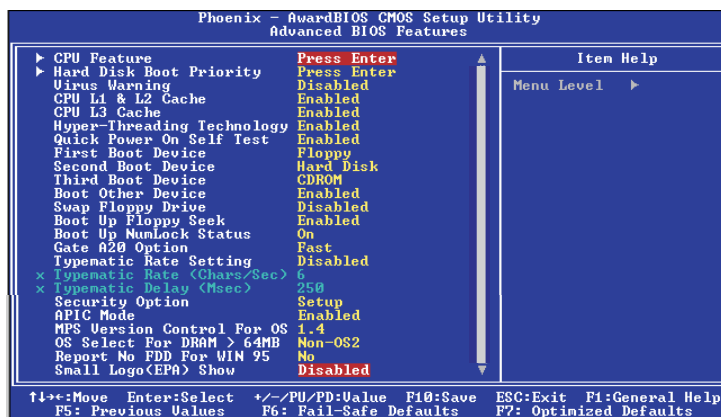 Phoenix - AwardBIOS CMOS Setup Utility
Advanced BIOS Features
► CPU Feature Press Enter
► Hard Disk Boot Priority Press Enter
Virus Warning Disabled
CPU L1 & L2 Cache Enabled
CPU L3 Cache Enabled
Hyper-Threading Technology Enabled
Quick Power On Self Test Enabled
First Boot Device Floppy
Second Boot Device Hard Disk
Third Boot Device CDROM
Boot Other Device Enabled
Swap Floppy Drive Disabled
Boot Up Floppy Seek Enabled
Boot Up NumLock Status On
Gate A20 Option Fast
Typematic Rate Setting Disabled
x Typematic Rate (Chars/Sec) 6
x Typematic Delay (Msec) 250
Security Option Setup
APIC Mode Enabled
MPS Version Control For OS 1.4
OS Select For DRAM > 64MB Non-OS2
Report No FDD For WIN 95 No
Small Logo(EPA) Show Disabled
Item Help
Menu Level ►
↑↓→←:Move Enter:Select +/-/PU/PD:Value F10:Save ESC:Exit F1:General Help
F5: Previous Values F6: Fail-Safe Defaults F7: Optimized Defaults